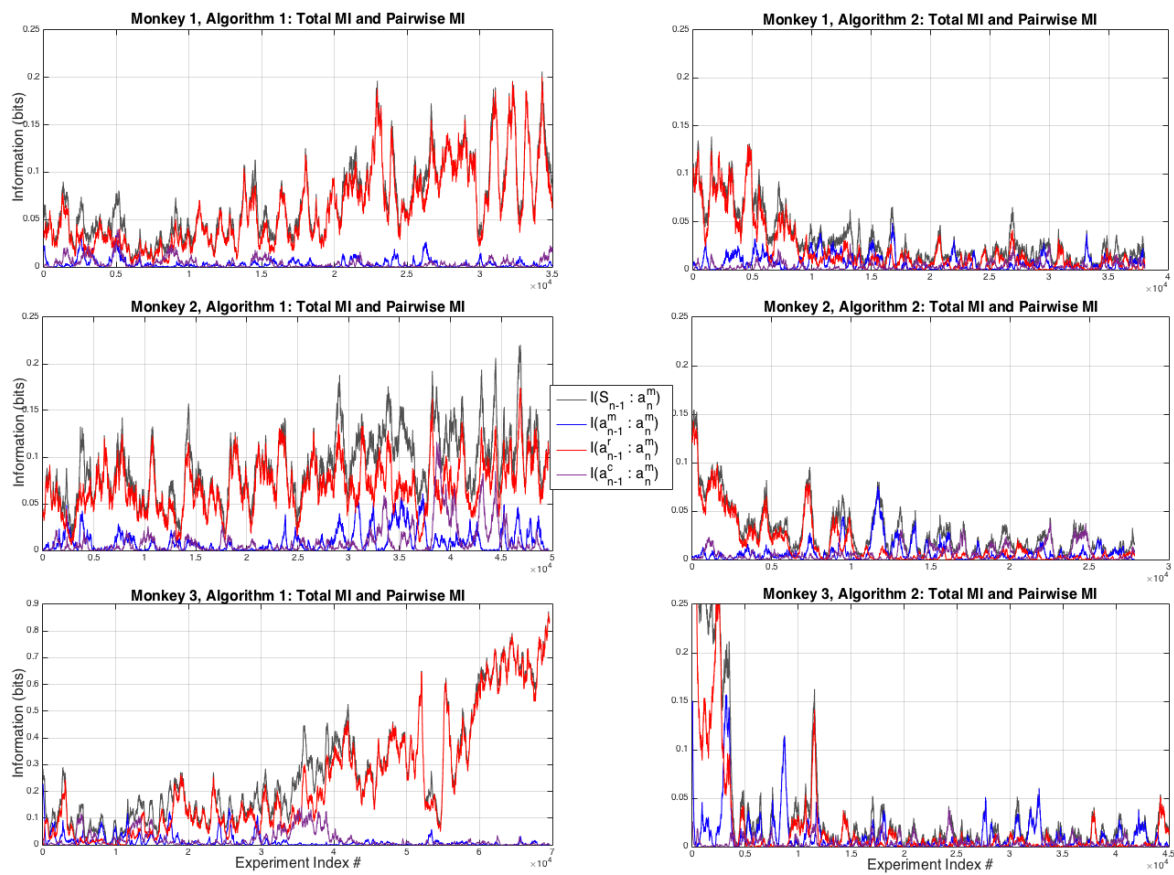 Monkey 1, Algorithm 1: Total MI and Pairwise MI
0.25
0.2
0.15
0.1
0.05
0
Information (bits)
0 0.5 1 1.5 2 2.5 3 3.5
×10⁴
Monkey 1, Algorithm 2: Total MI and Pairwise MI
0.25
0.2
0.15
0.1
0.05
0
0 0.5 1 1.5 2 2.5 3 3.5 4
×10⁴
Monkey 2, Algorithm 1: Total MI and Pairwise MI
0.25
0.2
0.15
0.1
0.05
0
Information (bits)
0 0.5 1 1.5 2 2.5 3 3.5 4 4.5 5
×10⁴
I(S_{n-1} : a_n^m)
I(a_{n-1}^m : a_n^m)
I(a_{n-1}^r : a_n^m)
I(a_{n-1}^c : a_n^m)
Monkey 2, Algorithm 2: Total MI and Pairwise MI
0.25
0.2
0.15
0.1
0.05
0
0 0.5 1 1.5 2 2.5 3
×10⁴
Monkey 3, Algorithm 1: Total MI and Pairwise MI
0.9
0.8
0.7
0.6
0.5
0.4
0.3
0.2
0.1
0
Information (bits)
0 1 2 3 4 5 6 7
×10⁴
Experiment Index #
Monkey 3, Algorithm 2: Total MI and Pairwise MI
0.25
0.2
0.15
0.1
0.05
0
0 0.5 1 1.5 2 2.5 3 3.5 4 4.5
×10⁴
Experiment Index #